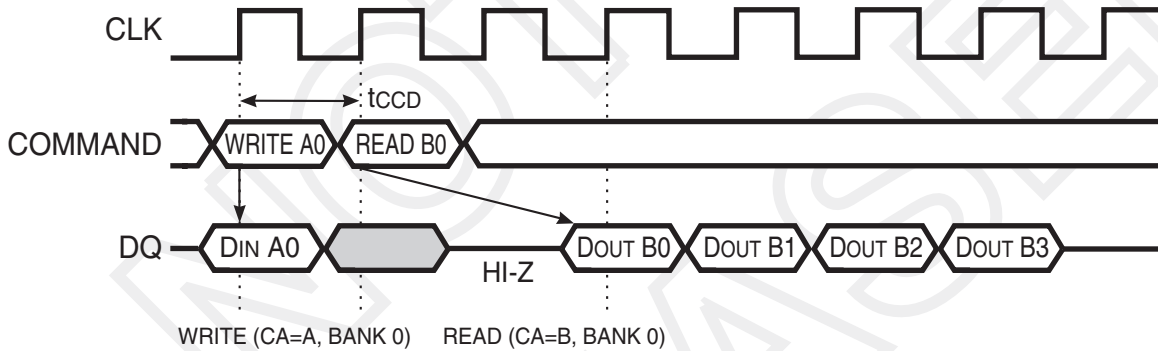 CLK
tCCD
COMMAND WRITE A0 READ B0
DQ DIN A0 DOUT B0 DOUT B1 DOUT B2 DOUT B3
HI-Z
WRITE (CA=A, BANK 0) READ (CA=B, BANK 0)